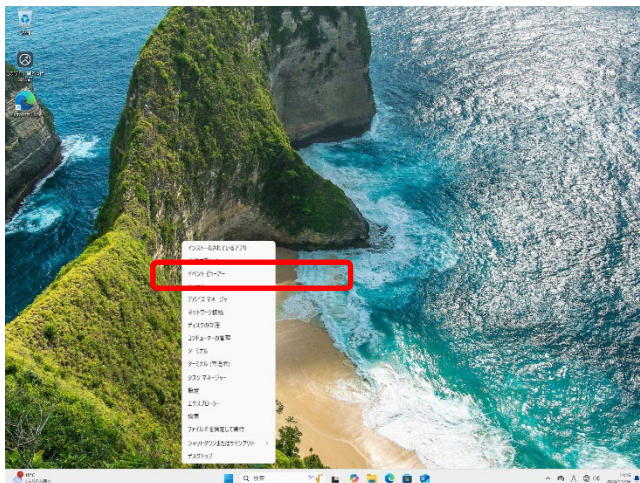 インストールされているアプリ
イベント ビューアー
デバイス マネージャー
ネットワーク接続
ディスクの管理
コンピューターの管理
ターミナル
ターミナル (管理者)
タスク マネージャー
設定
エクスプローラー
検索
ファイル名を指定して実行
シャットダウンまたはサインアウト
デスクトップ
検索